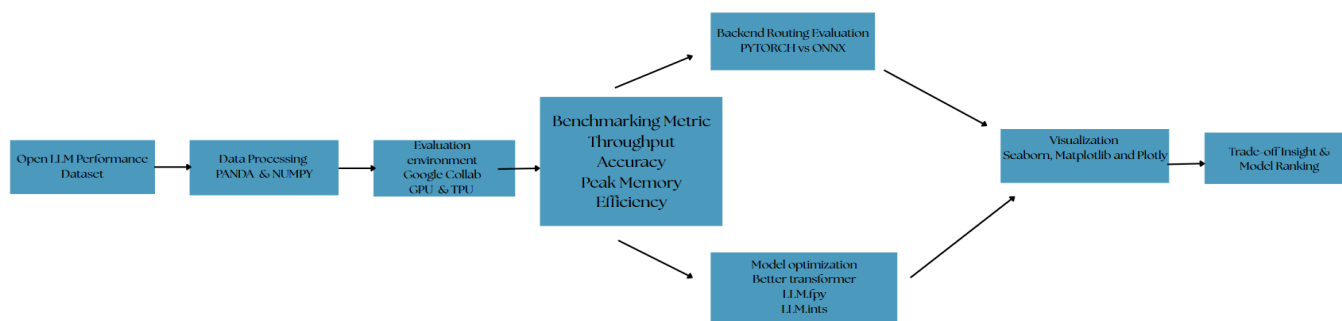 Open LLM Performance
Dataset
Data Processing
PANDA & NUMPY
Evaluation
environment
Google Collab
GPU & TPU
Benchmarking Metric
Throughput
Accuracy
Peak Memory
Efficiency
Backend Routing Evaluation
PYTORCH vs ONNX
Model optimization
Better transformer
LLM.fpy
LLM.ints
Visualization
Seaborn, Matplotlib and Plotly
Trade-off Insight &
Model Ranking